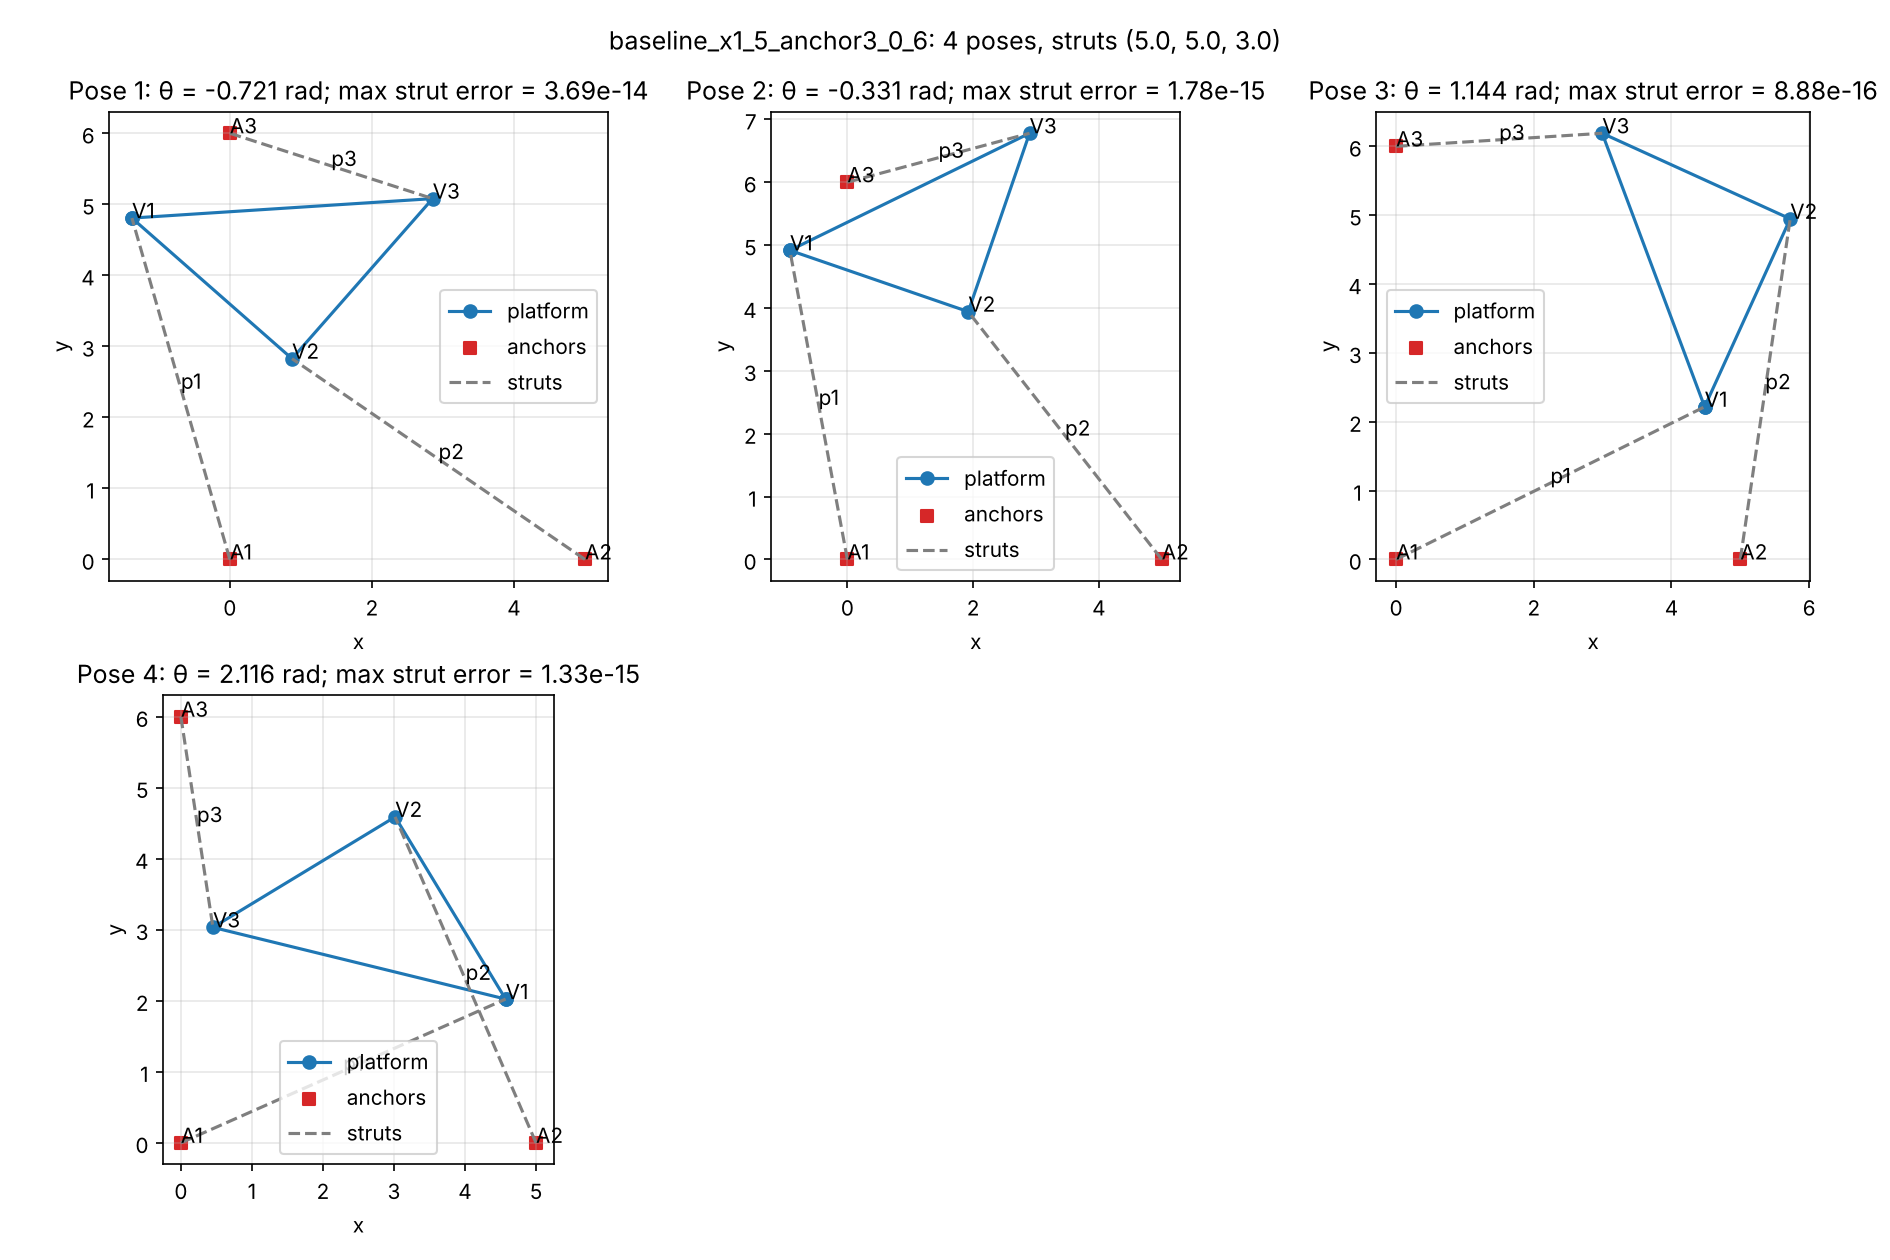 baseline_x1_5_anchor3_0_6: 4 poses, struts (5.0, 5.0, 3.0)
Pose 1: θ = -0.721 rad; max strut error = 3.69e-14
6
5
4
3
2
1
0
y
A3
p3
V1
V3
V2
p1
p2
A1
A2
platform
anchors
struts
0
2
4
x
Pose 2: θ = -0.331 rad; max strut error = 1.78e-15
7
6
5
4
3
2
1
0
y
V3
p3
A3
V1
V2
p1
p2
A1
A2
platform
anchors
struts
0
2
4
x
Pose 3: θ = 1.144 rad; max strut error = 8.88e-16
6
5
4
3
2
1
0
y
A3
p3
V3
V2
V1
p2
p1
A1
A2
platform
anchors
struts
0
2
4
6
x
Pose 4: θ = 2.116 rad; max strut error = 1.33e-15
6
5
4
3
2
1
0
y
A3
p3
V2
V3
p2
V1
A1
A2
platform
anchors
struts
0
1
2
3
4
5
x